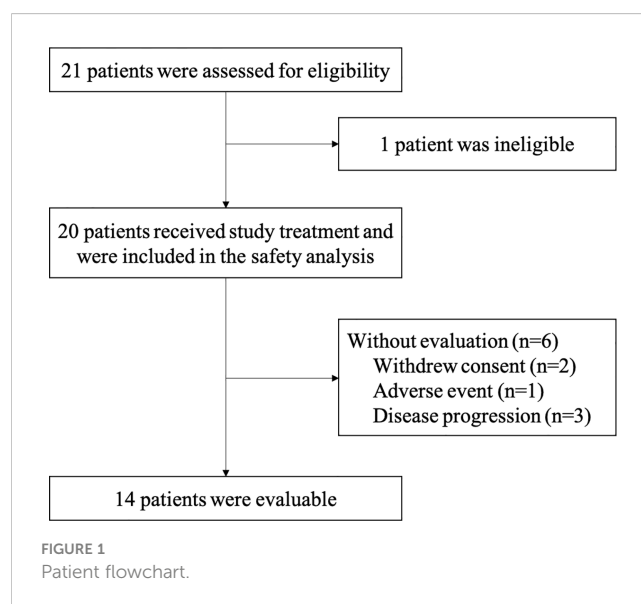 21 patients were assessed for eligibility
1 patient was ineligible
20 patients received study treatment and
were included in the safety analysis
Without evaluation (n=6)
Withdrew consent (n=2)
Adverse event (n=1)
Disease progression (n=3)
14 patients were evaluable
FIGURE 1
Patient flowchart.